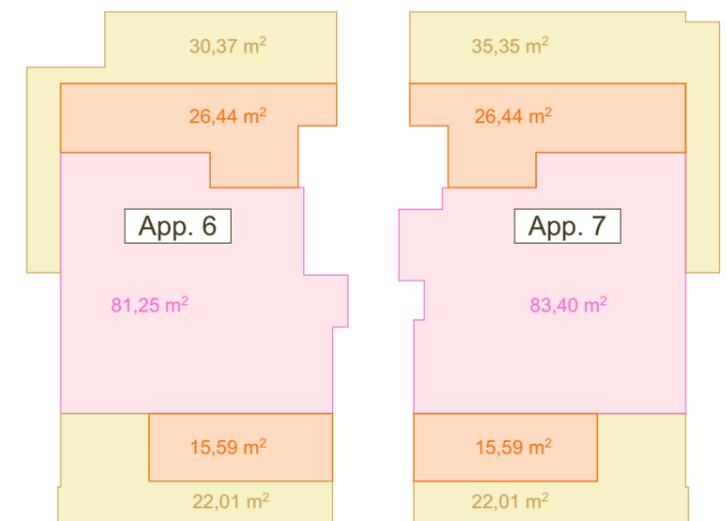 30,37 m²
35,35 m²
26,44 m²
26,44 m²
App. 6
App. 7
81,25 m²
83,40 m²
15,59 m²
15,59 m²
22,01 m²
22,01 m²